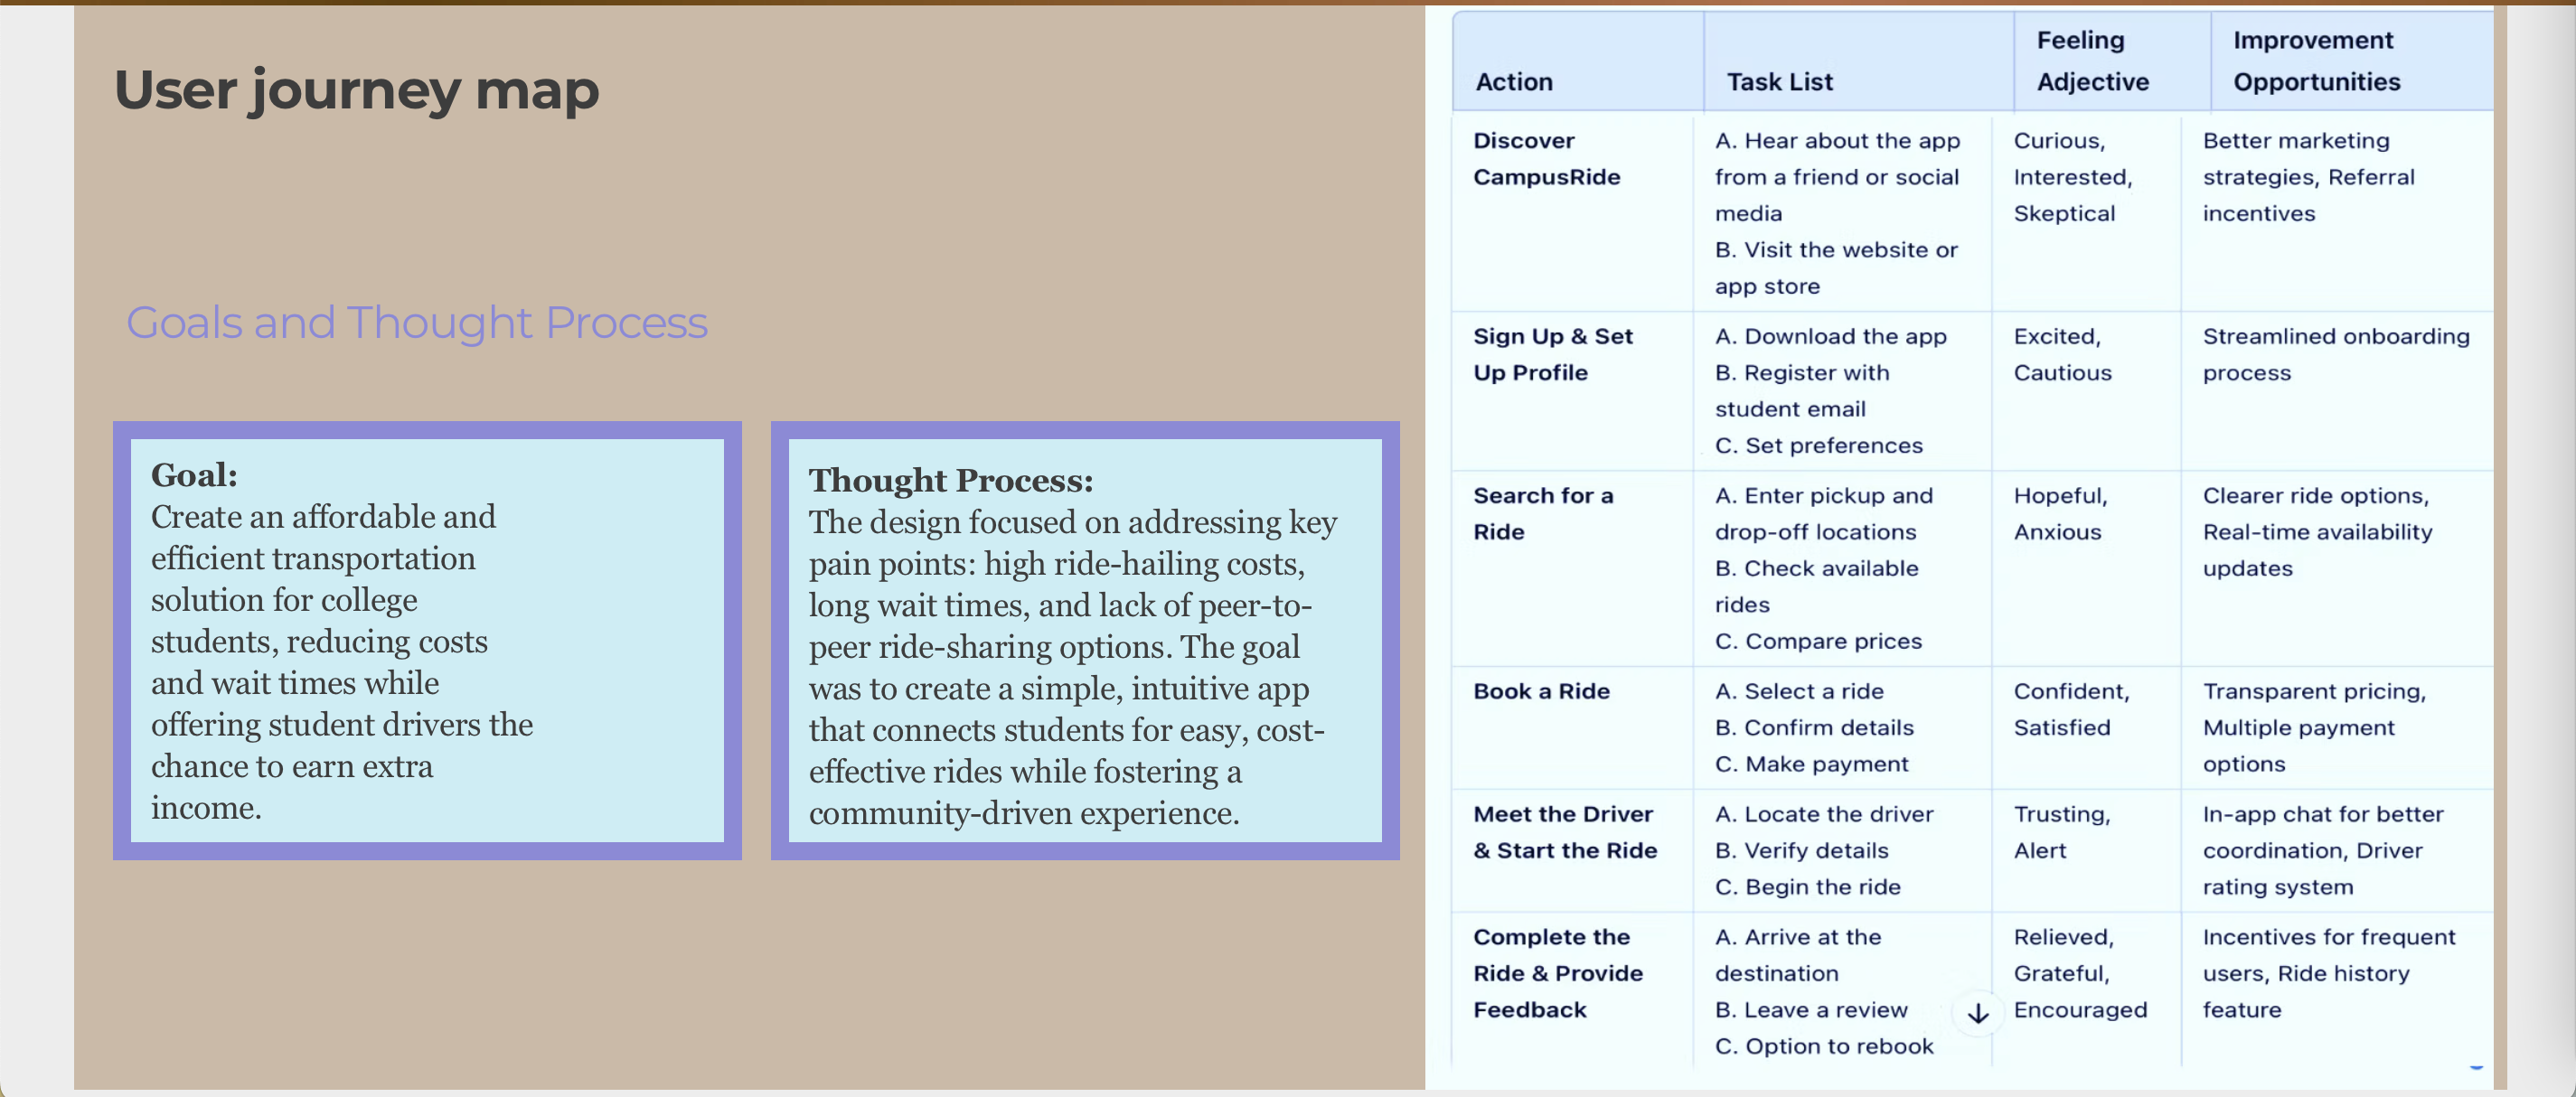 User journey map
Goals and Thought Process
Goal:
Create an affordable and
efficient transportation
solution for college
students, reducing costs
and wait times while
offering student drivers the
chance to earn extra
income.
Thought Process:
The design focused on addressing key
pain points: high ride-hailing costs,
long wait times, and lack of peer-to-
peer ride-sharing options. The goal
was to create a simple, intuitive app
that connects students for easy, cost-
effective rides while fostering a
community-driven experience.
Action
Task List
Feeling
Adjective
Improvement
Opportunities
Discover
CampusRide
A. Hear about the app
from a friend or social
media
B. Visit the website or
app store
Curious,
Interested,
Skeptical
Better marketing
strategies, Referral
incentives
Sign Up & Set
Up Profile
A. Download the app
B. Register with
student email
C. Set preferences
Excited,
Cautious
Streamlined onboarding
process
Search for a
Ride
A. Enter pickup and
drop-off locations
B. Check available
rides
C. Compare prices
Hopeful,
Anxious
Clearer ride options,
Real-time availability
updates
Book a Ride
A. Select a ride
B. Confirm details
C. Make payment
Confident,
Satisfied
Transparent pricing,
Multiple payment
options
Meet the Driver
& Start the Ride
A. Locate the driver
B. Verify details
C. Begin the ride
Trusting,
Alert
In-app chat for better
coordination, Driver
rating system
Complete the
Ride & Provide
Feedback
A. Arrive at the
destination
B. Leave a review
C. Option to rebook
Relieved,
Grateful,
Encouraged
Incentives for frequent
users, Ride history
feature